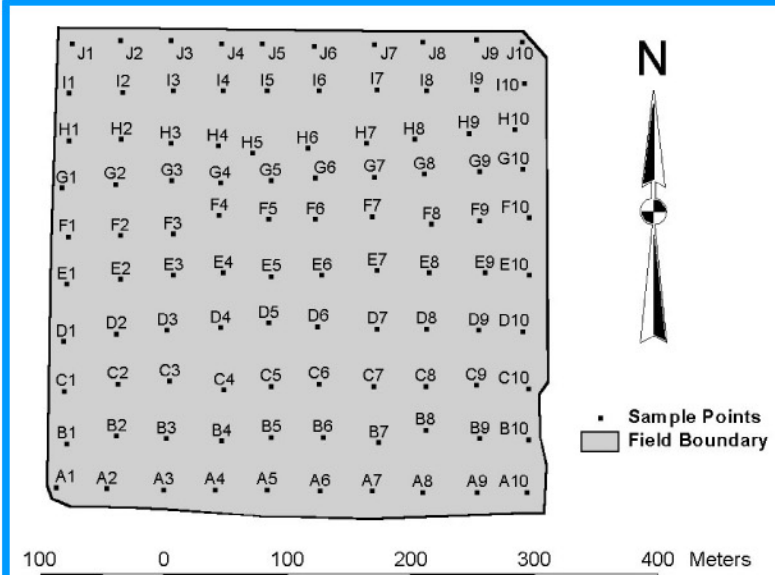 J1 J2 J3 J4 J5 J6 J7 J8 J9 J10
N
I1 I2 I3 I4 I5 I6 I7 I8 I9 I10
H1 H2 H3 H4 H5 H6 H7 H8 H9 H10
G1 G2 G3 G4 G5 G6 G7 G8 G9 G10
F1 F2 F3 F4 F5 F6 F7 F8 F9 F10
E1 E2 E3 E4 E5 E6 E7 E8 E9 E10
D1 D2 D3 D4 D5 D6 D7 D8 D9 D10
C1 C2 C3 C4 C5 C6 C7 C8 C9 C10
Sample Points
Field Boundary
B1 B2 B3 B4 B5 B6 B7 B8 B9 B10
A1 A2 A3 A4 A5 A6 A7 A8 A9 A10
100 0 100 200 300 400 Meters